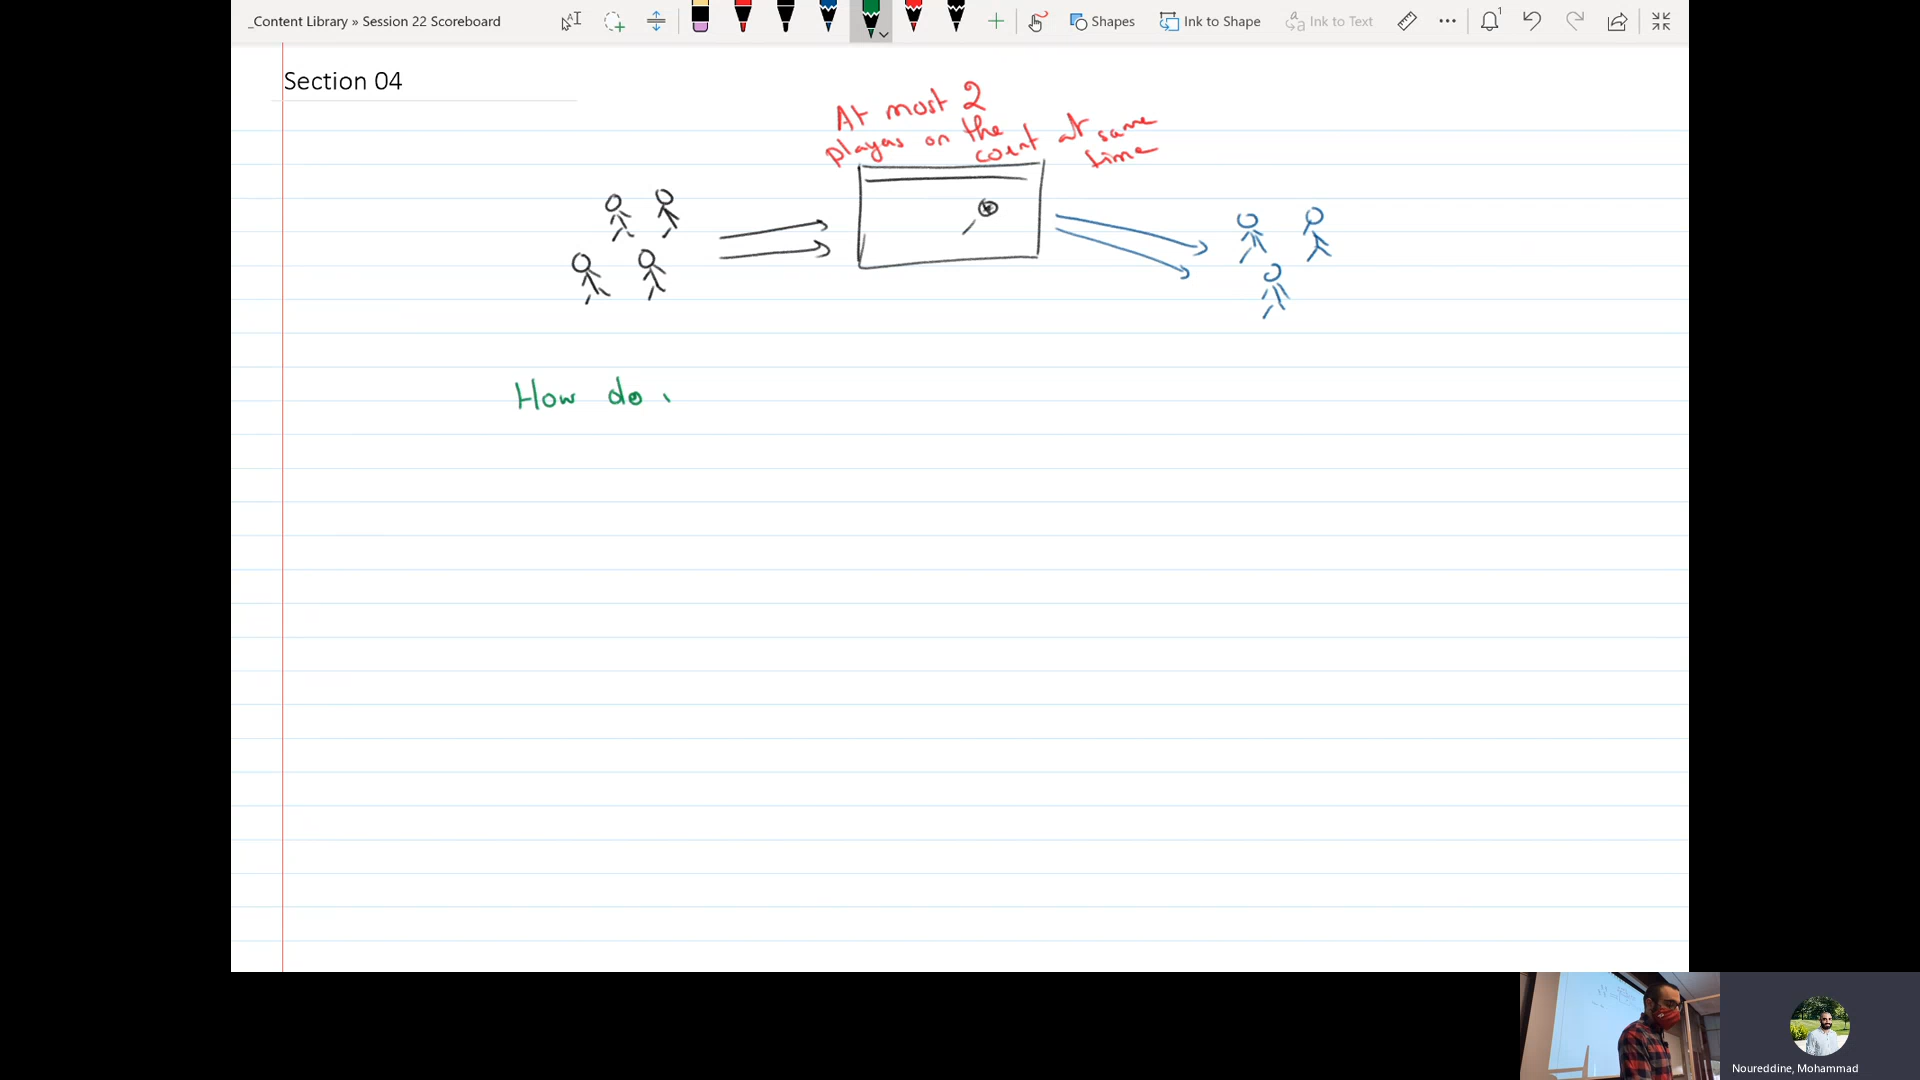 _Content Library » Session 22 Scoreboard
Shapes
Ink to Shape
Ink to Text
1
Section 04
At most 2
players on the court at same
time
How do
Noureddine, Mohammad